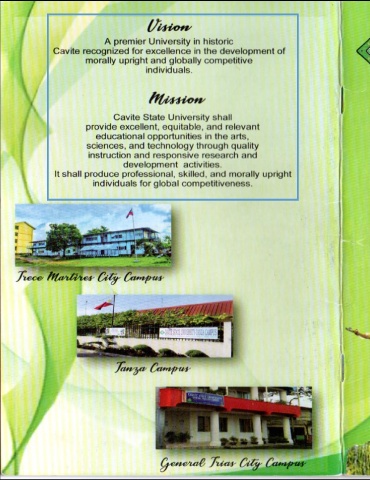 Vision
A premier University in historic
Cavite recognized for excellence in the development of
morally upright and globally competitive
individuals.
Mission
Cavite State University shall
provide excellent, equitable, and relevant
educational opportunities in the arts,
sciences, and technology through quality
instruction and responsive research and
development activities.
It shall produce professional, skilled, and morally upright
individuals for global competitiveness.
Trece Martires City Campus
Tanza Campus
General Trias City Campus